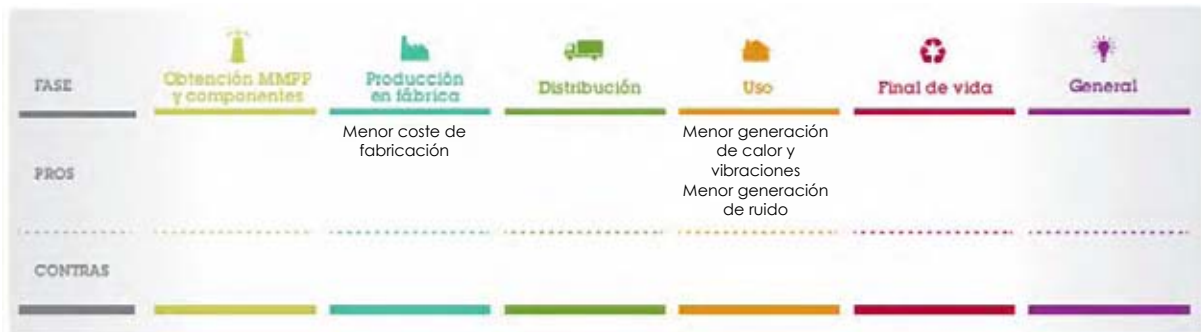 FASE
Obtención MMPP
y componentes
Producción
en fábrica
Distribución
Uso
Final de vida
General
PROS
Menor coste de
fabricación
Menor generación
de calor y
vibraciones
Menor generación
de ruido
CONTRAS